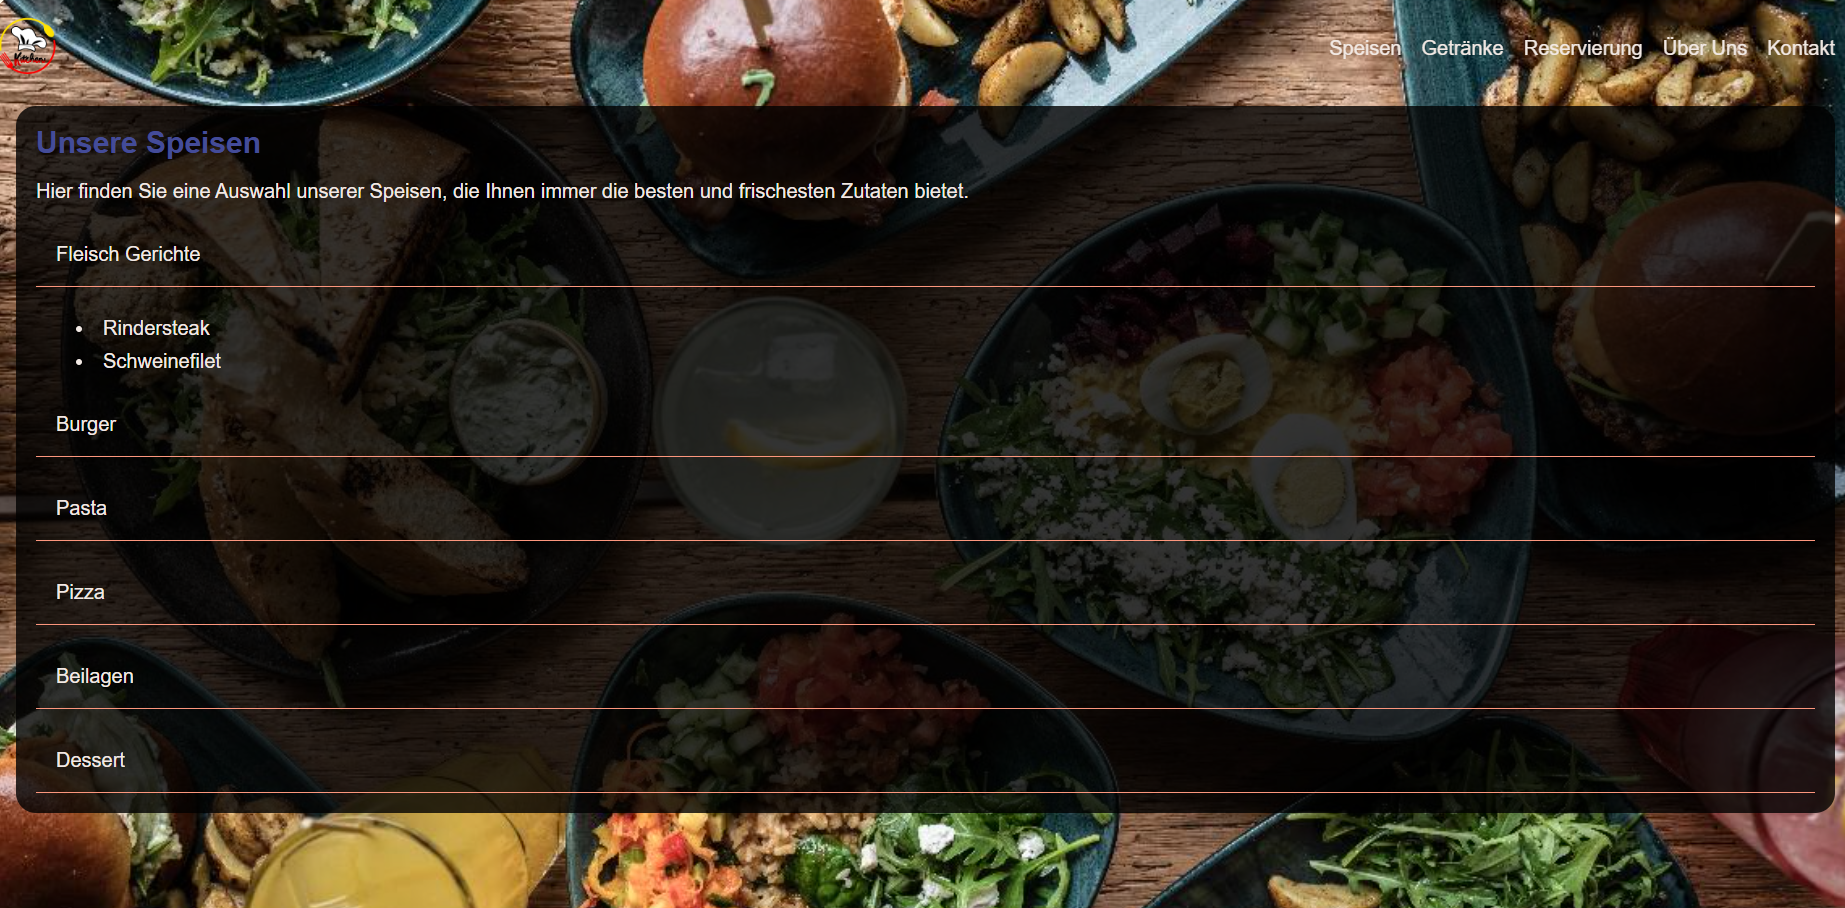 Kitchen
Speisen Getränke Reservierung Über Uns Kontakt
Unsere Speisen
Hier finden Sie eine Auswahl unserer Speisen, die Ihnen immer die besten und frischesten Zutaten bietet.
Fleisch Gerichte
Rindersteak
Schweinefilet
Burger
Pasta
Pizza
Beilagen
Dessert